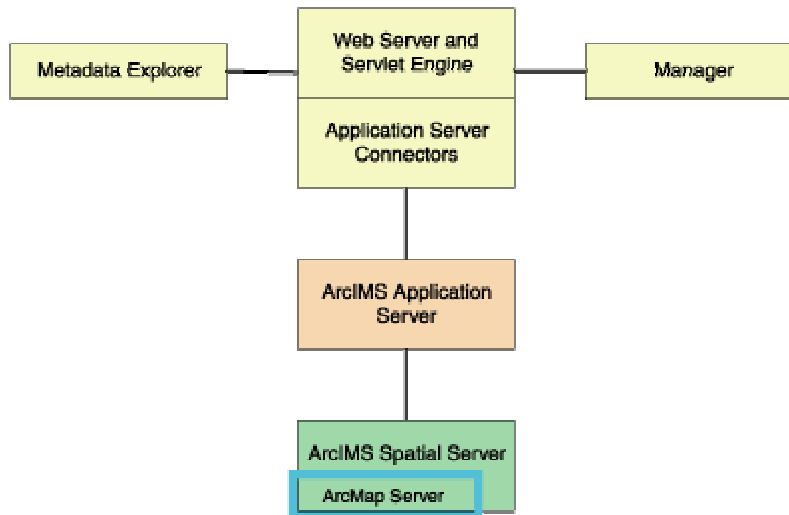 Web Server and
Servlet Engine
Metadata Explorer
Manager
Application Server
Connectors
ArcIMS Application
Server
ArcIMS Spatial Server
ArcMap Server